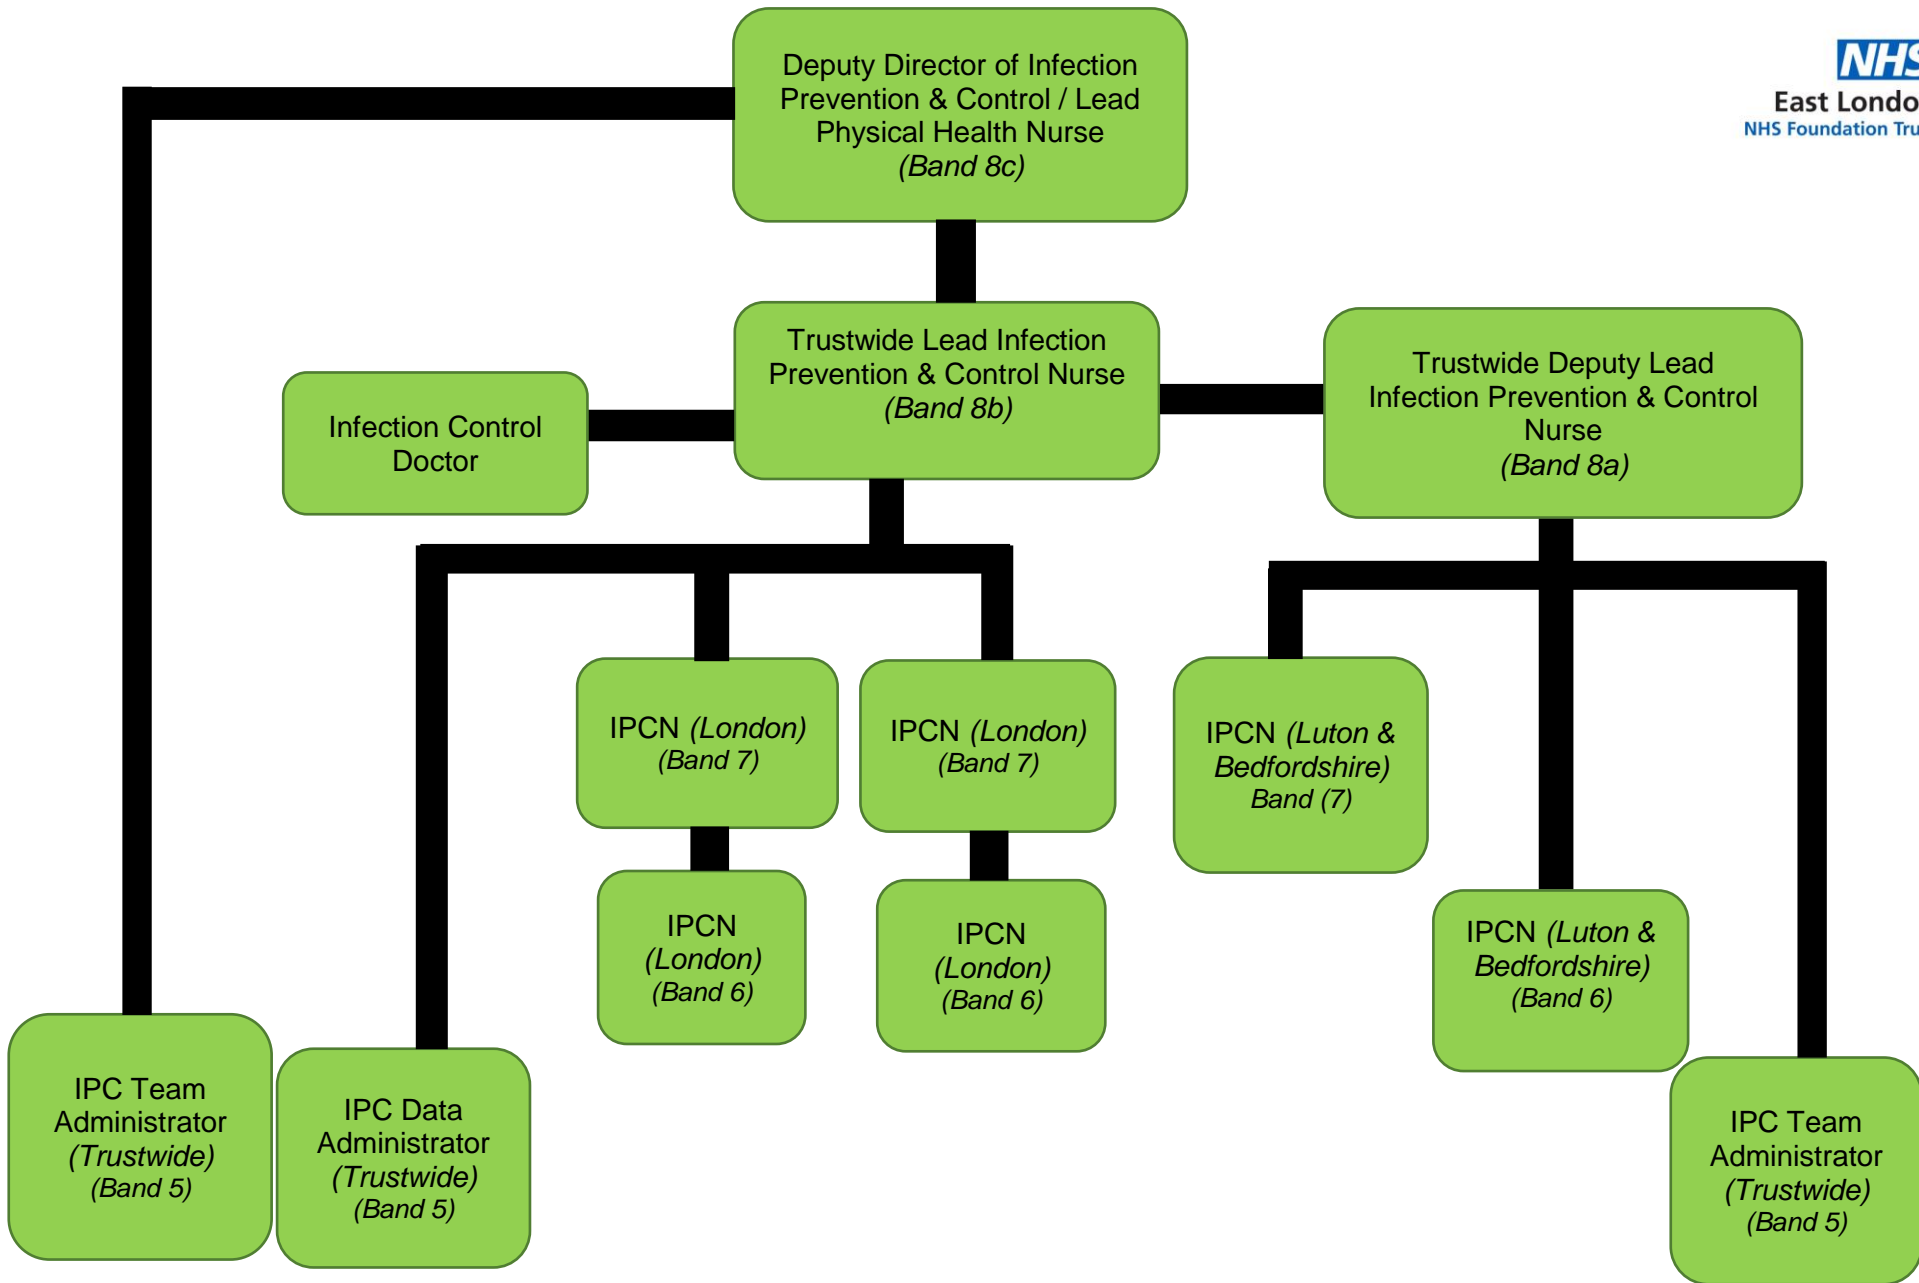 Deputy Director of Infection
Prevention & Control / Lead
Physical Health Nurse
(Band 8c)
NHS
East Londo
NHS Foundation Tru
Trustwide Lead Infection
Prevention & Control Nurse
(Band 8b)
Trustwide Deputy Lead
Infection Prevention & Control
Nurse
(Band 8a)
Infection Control
Doctor
IPCN (London)
(Band 7)
IPCN (London)
(Band 7)
IPCN (Luton &
Bedfordshire)
Band (7)
IPCN
(London)
(Band 6)
IPCN
(London)
(Band 6)
IPCN (Luton &
Bedfordshire)
(Band 6)
IPC Team
Administrator
(Trustwide)
(Band 5)
IPC Data
Administrator
(Trustwide)
(Band 5)
IPC Team
Administrator
(Trustwide)
(Band 5)